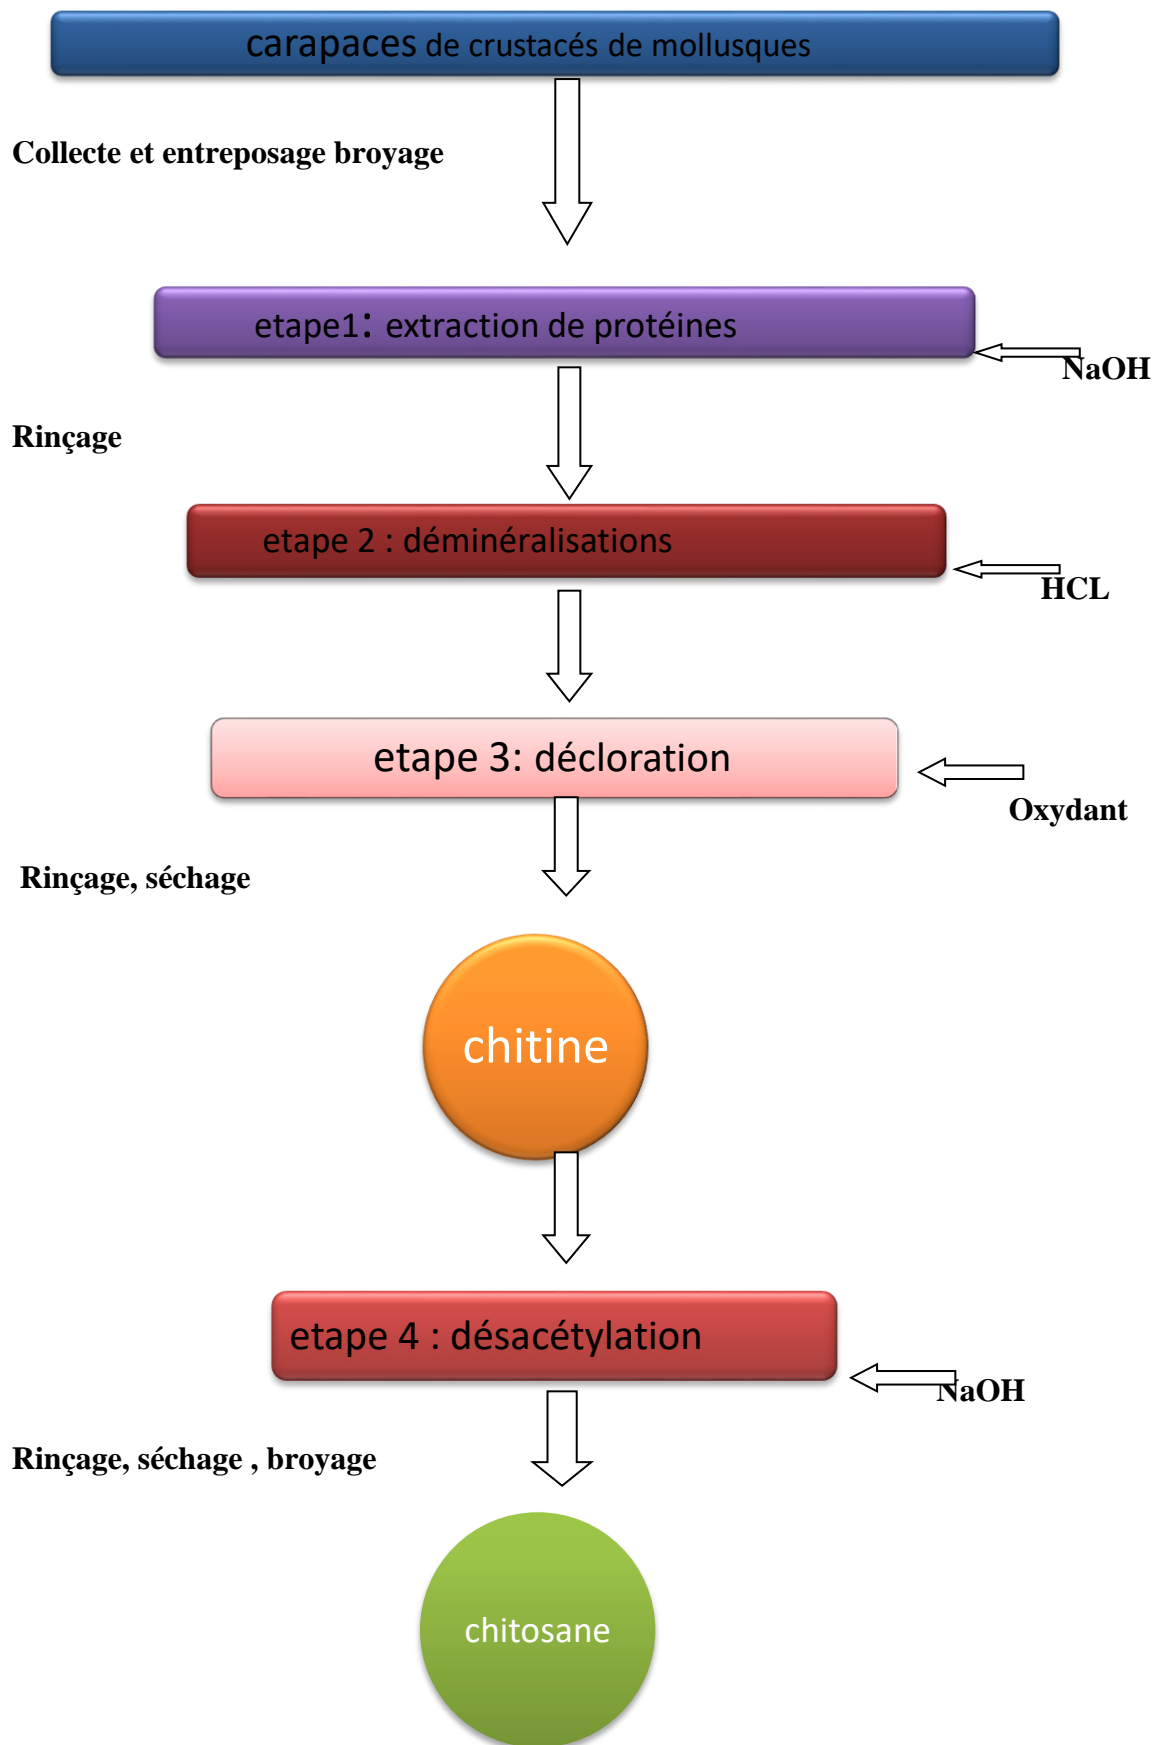 carapaces de crustacés de mollusques
Collecte et entreposage broyage
etape1: extraction de protéines
NaOH
Rinçage
etape 2 : déminéralisations
HCL
etape 3: décloration
Oxydant
Rinçage, séchage
chitine
etape 4 : désacétylation
NaOH
Rinçage, séchage , broyage
chitosane